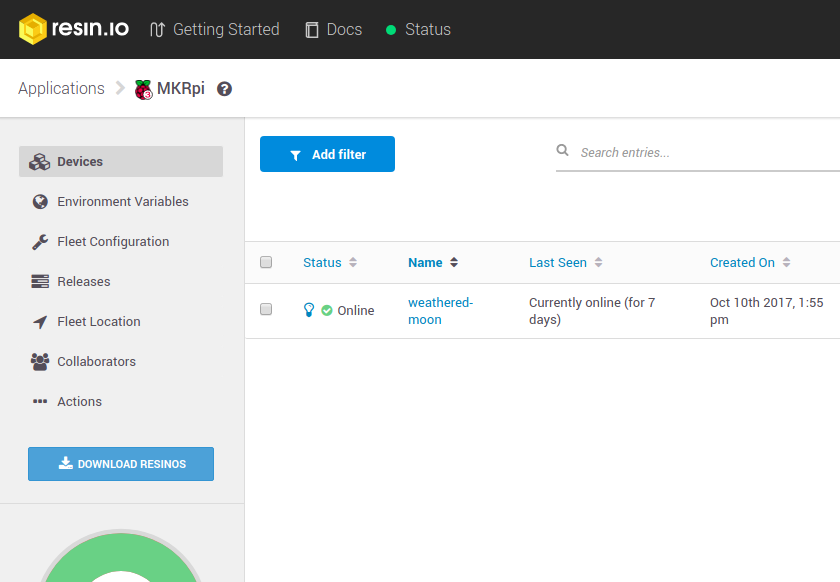 resin.io Getting Started Docs Status
Applications MKRpi ?
Devices
Environment Variables
Fleet Configuration
Releases
Fleet Location
Collaborators
Actions
DOWNLOAD RESINOS
Add filter
Search entries...
Status Name Last Seen Created On
Online weathered- Currently online (for 7 Oct 10th 2017, 1:55
moon days) pm